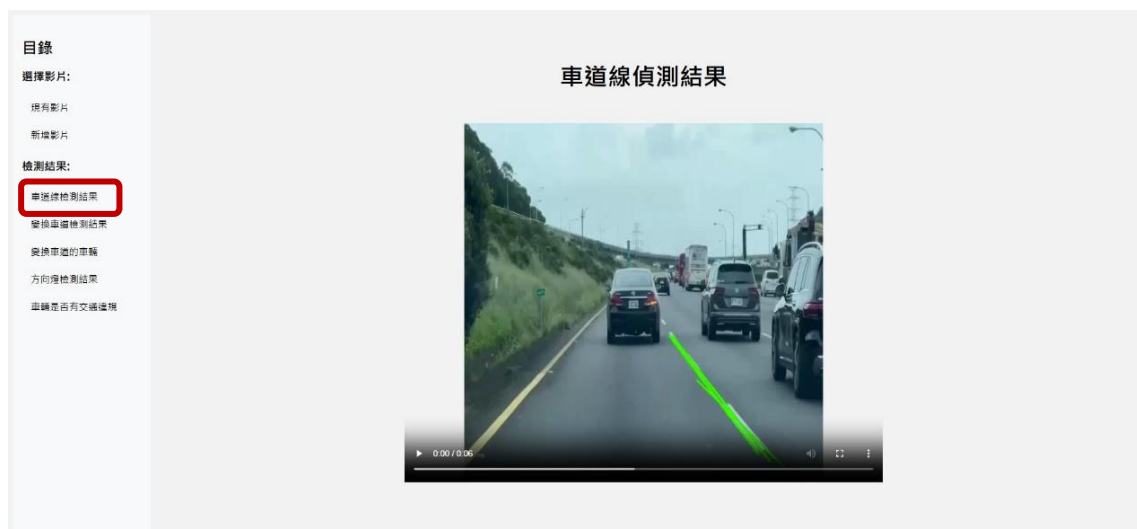 目錄
選擇影片:
現有影片
新增影片
檢測結果:
車道線檢測結果
變換車道檢測結果
變換車道的車輛
方向燈檢測結果
車輛是否有交通違規
車道線偵測結果
0:00 / 0:06